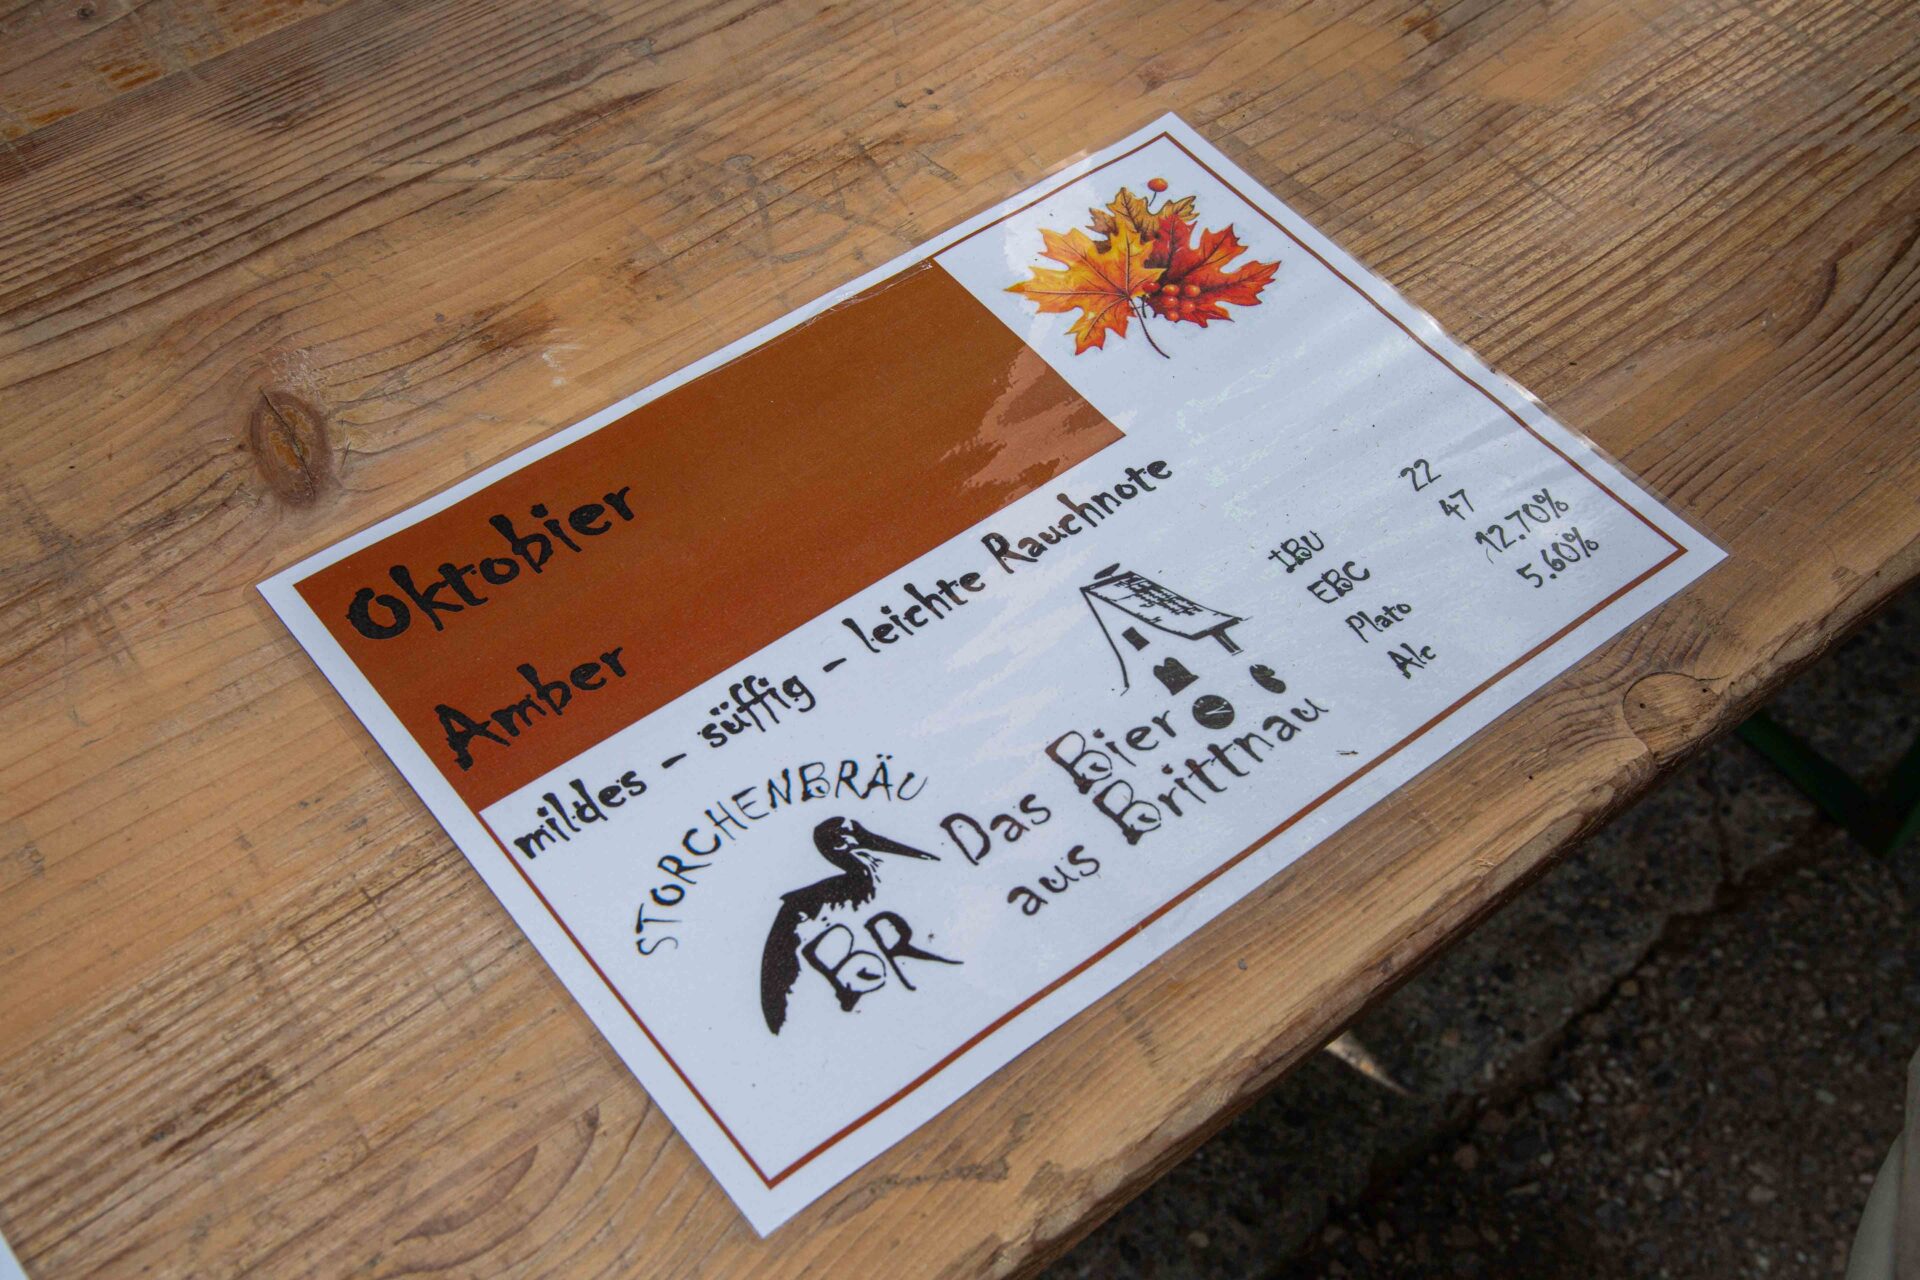 Oktobier
Amber
mildes - süffig - leichte Rauchnote
STORCHENBRÄU
BR
Das Bier
aus Brittnau
IBU 22
EBC 47
Plato 12.70%
Alc 5.60%